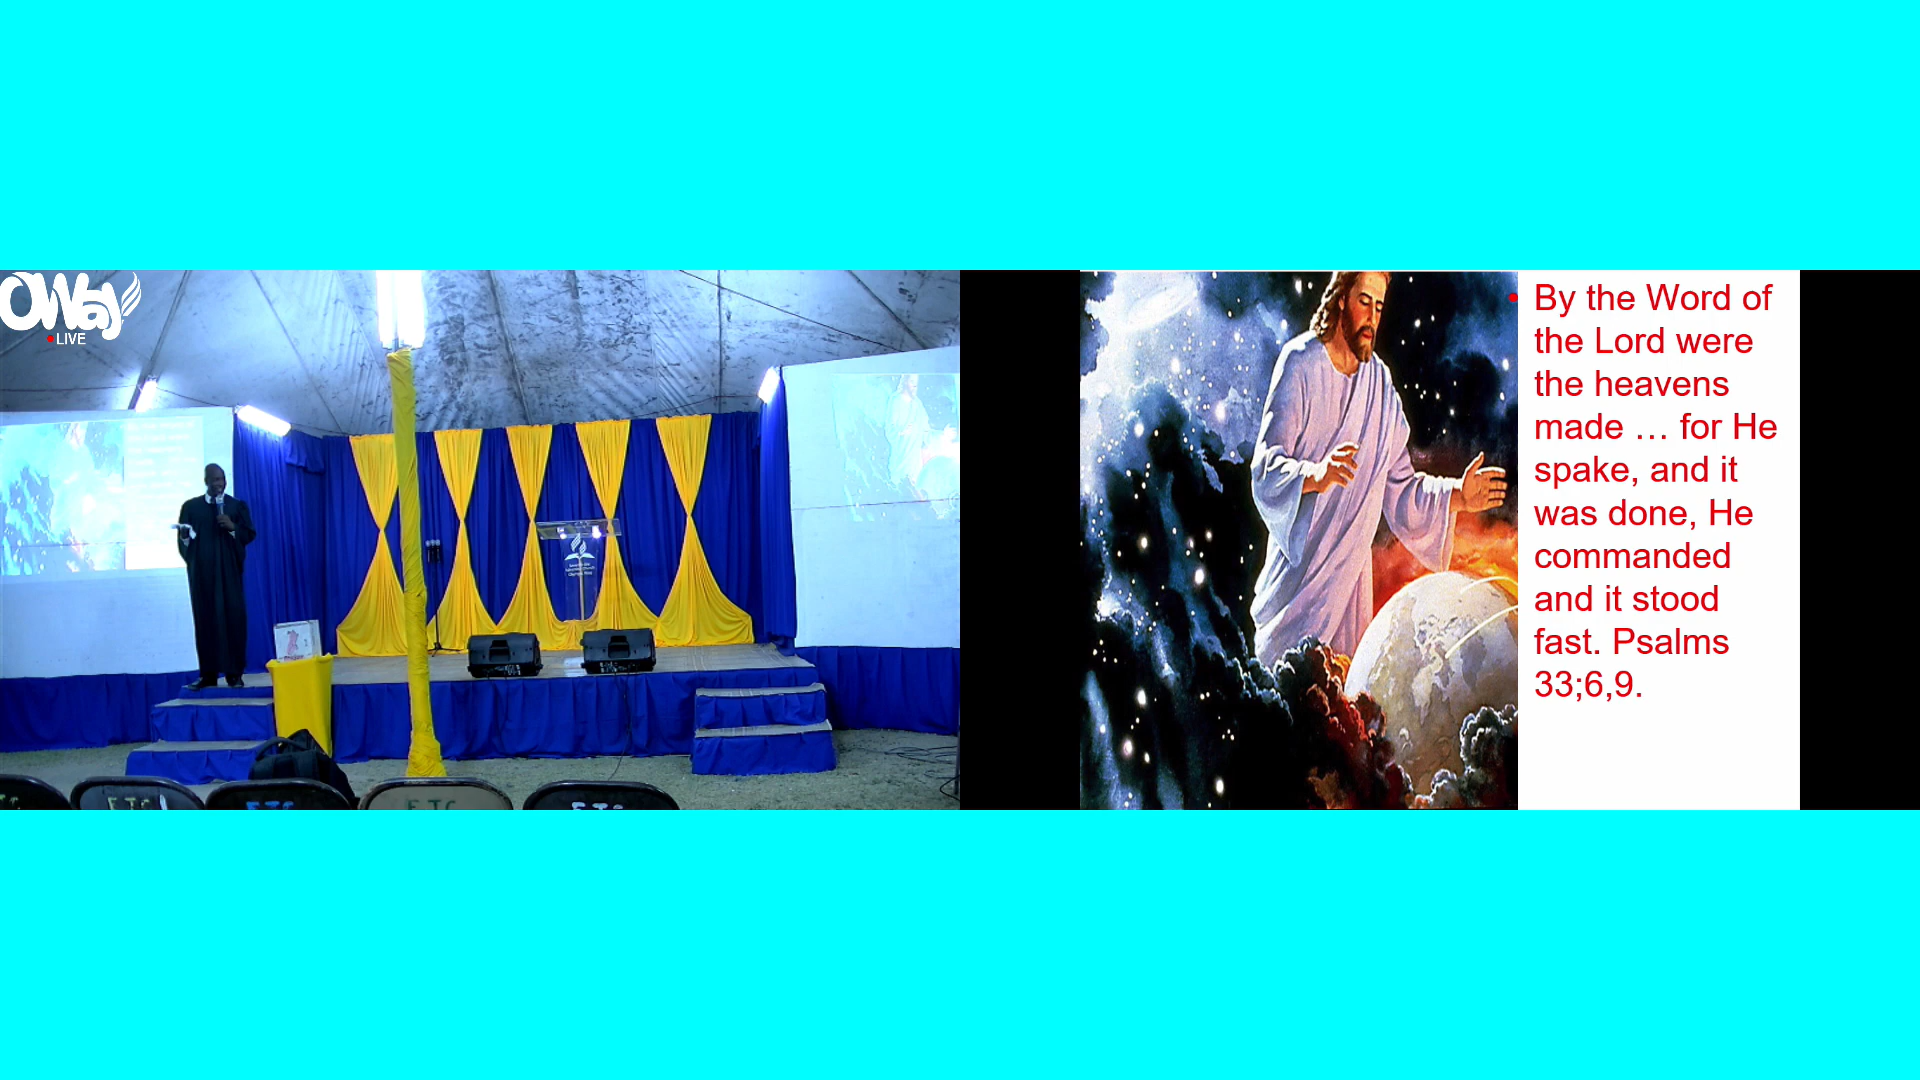 OWay
LIVE
By the Word of
the Lord were
the heavens
made … for He
spake, and it
was done, He
commanded
and it stood
fast. Psalms
33;6,9.